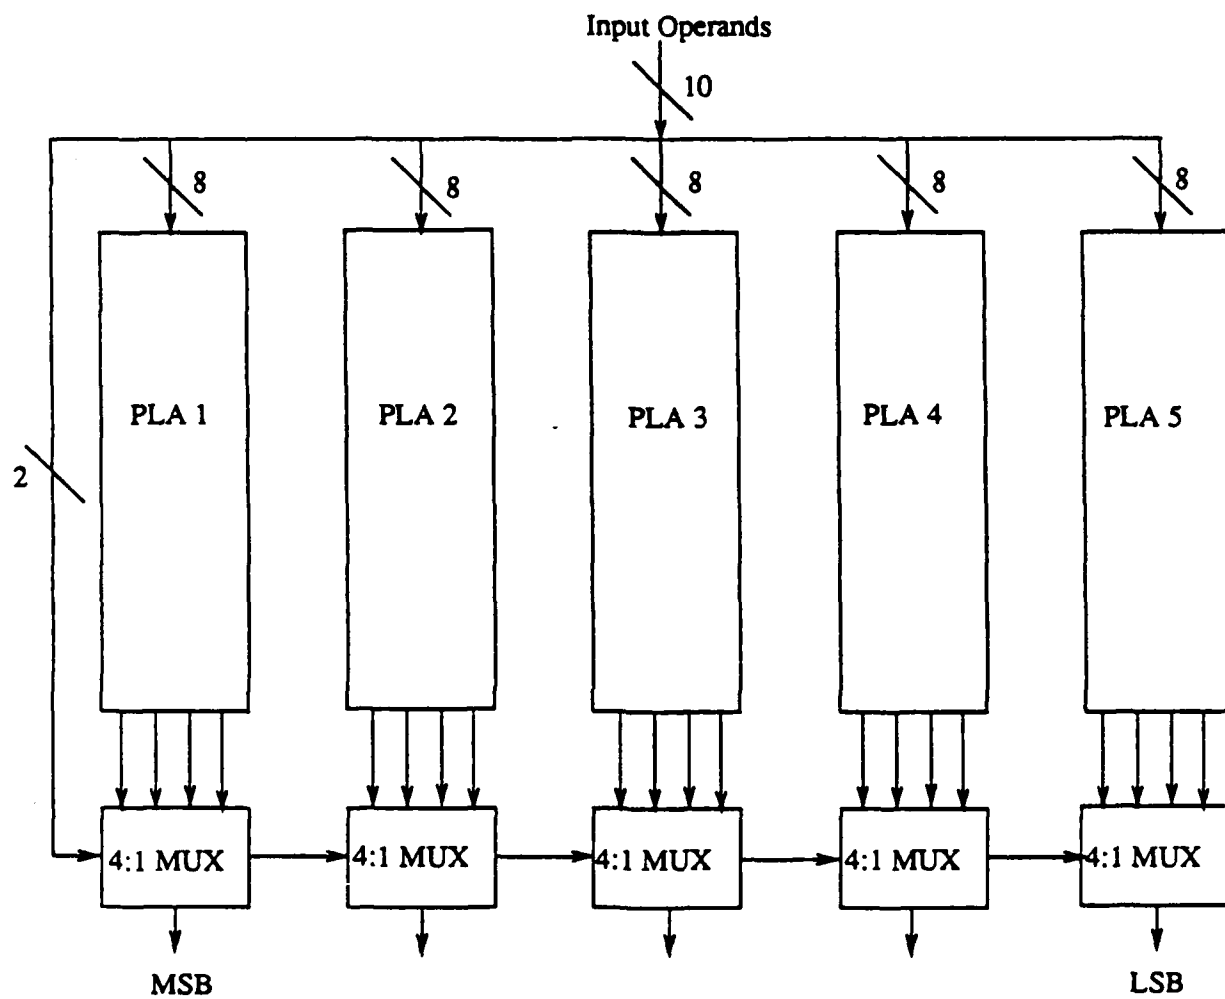 Input Operands
10
8 8 8 8 8
PLA 1 PLA 2 PLA 3 PLA 4 PLA 5
2
4:1 MUX 4:1 MUX 4:1 MUX 4:1 MUX 4:1 MUX
MSB LSB